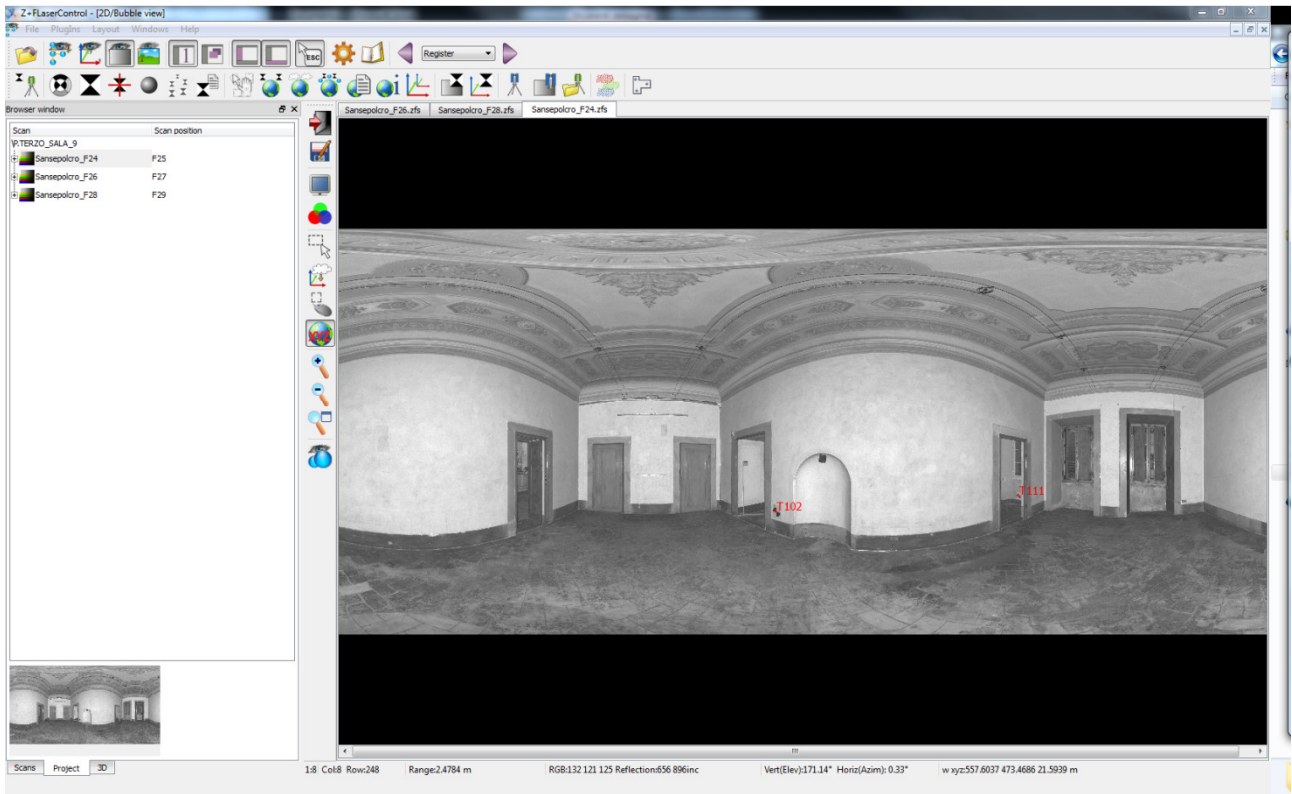 Z+FLaserControl - [2D/Bubble view]
File PlugIns Layout Windows Help
1 ESC Register
Browser window
Sansepolcro_F26.zfs Sansepolcro_F28.zfs Sansepolcro_F24.zfs
Scan Scan position
\P.TERZO_SALA_9
Sansepolcro_F24 F25
Sansepolcro_F26 F27
Sansepolcro_F28 F29
T102
T111
Scans Project 3D
1:8 Col:8 Row:248 Range:2.4784 m RGB:132 121 125 Reflection:656 896inc Vert(Elev):171.14° Horiz(Azim): 0.33° w xyz:557.6037 473.4686 21.5939 m